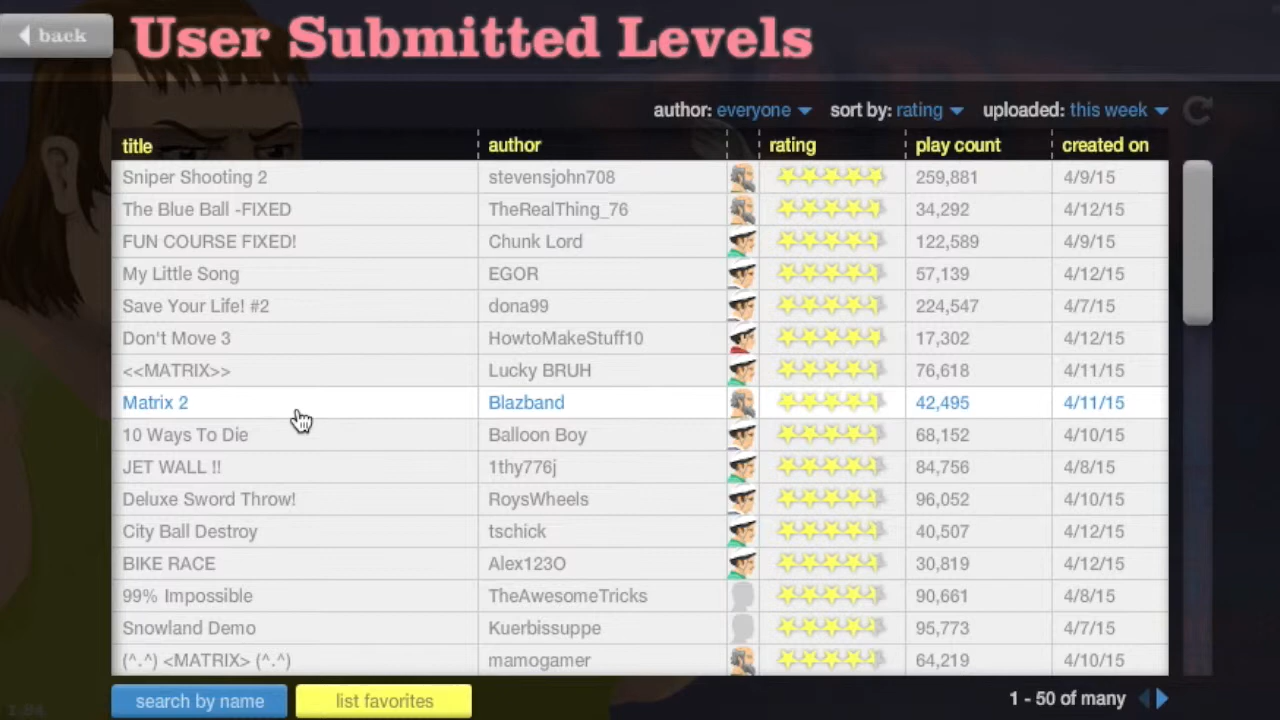 back
User Submitted Levels
author: everyone sort by: rating uploaded: this week
title author rating play count created on
Sniper Shooting 2 stevensjohn708 259,881 4/9/15
The Blue Ball -FIXED TheRealThing_76 34,292 4/12/15
FUN COURSE FIXED! Chunk Lord 122,589 4/9/15
My Little Song EGOR 57,139 4/12/15
Save Your Life! #2 dona99 224,547 4/7/15
Don't Move 3 HowtoMakeStuff10 17,302 4/12/15
<<MATRIX>> Lucky BRUH 76,618 4/11/15
Matrix 2 Blazband 42,495 4/11/15
10 Ways To Die Balloon Boy 68,152 4/10/15
JET WALL !! 1thy776j 84,756 4/8/15
Deluxe Sword Throw! RoysWheels 96,052 4/10/15
City Ball Destroy tschick 40,507 4/12/15
BIKE RACE Alex123O 30,819 4/12/15
99% Impossible TheAwesomeTricks 90,661 4/8/15
Snowland Demo Kuerbissuppe 95,773 4/7/15
(^.^) <MATRIX> (^.^) mamogamer 64,219 4/10/15
search by name list favorites 1 - 50 of many
1.84